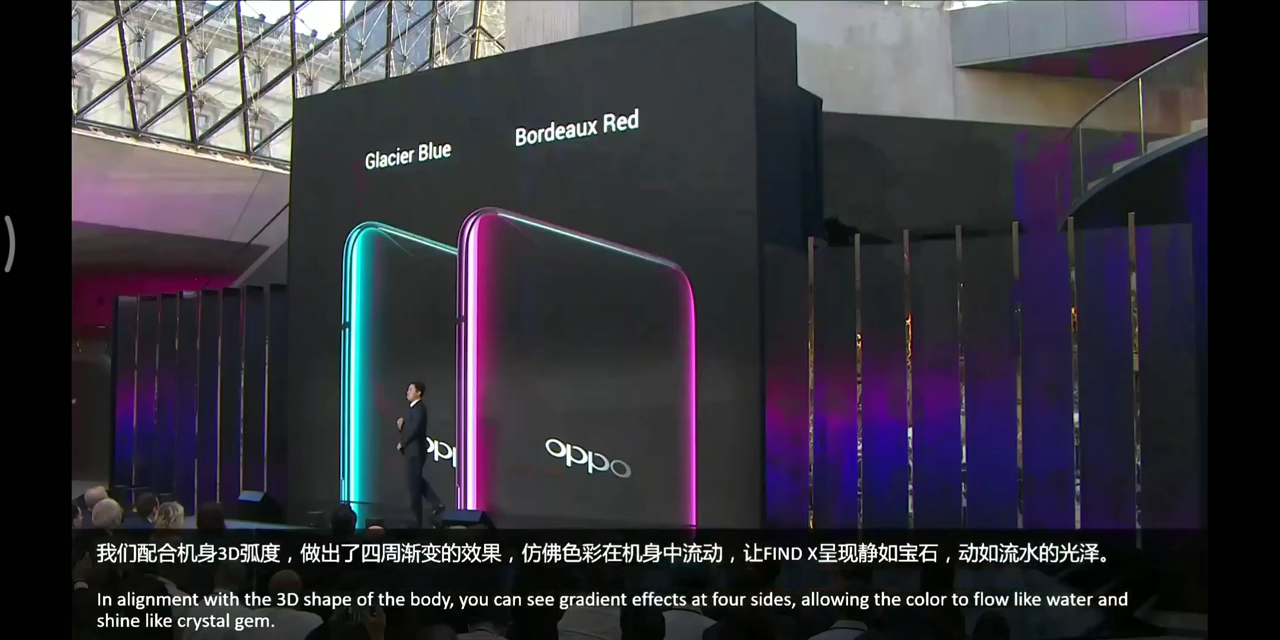 Glacier Blue
Bordeaux Red
oppo
我们配合机身3D弧度，做出了四周渐变的效果，仿佛色彩在机身中流动，让FIND X呈现静如宝石，动如流水的光泽。
In alignment with the 3D shape of the body, you can see gradient effects at four sides, allowing the color to flow like water and
shine like crystal gem.